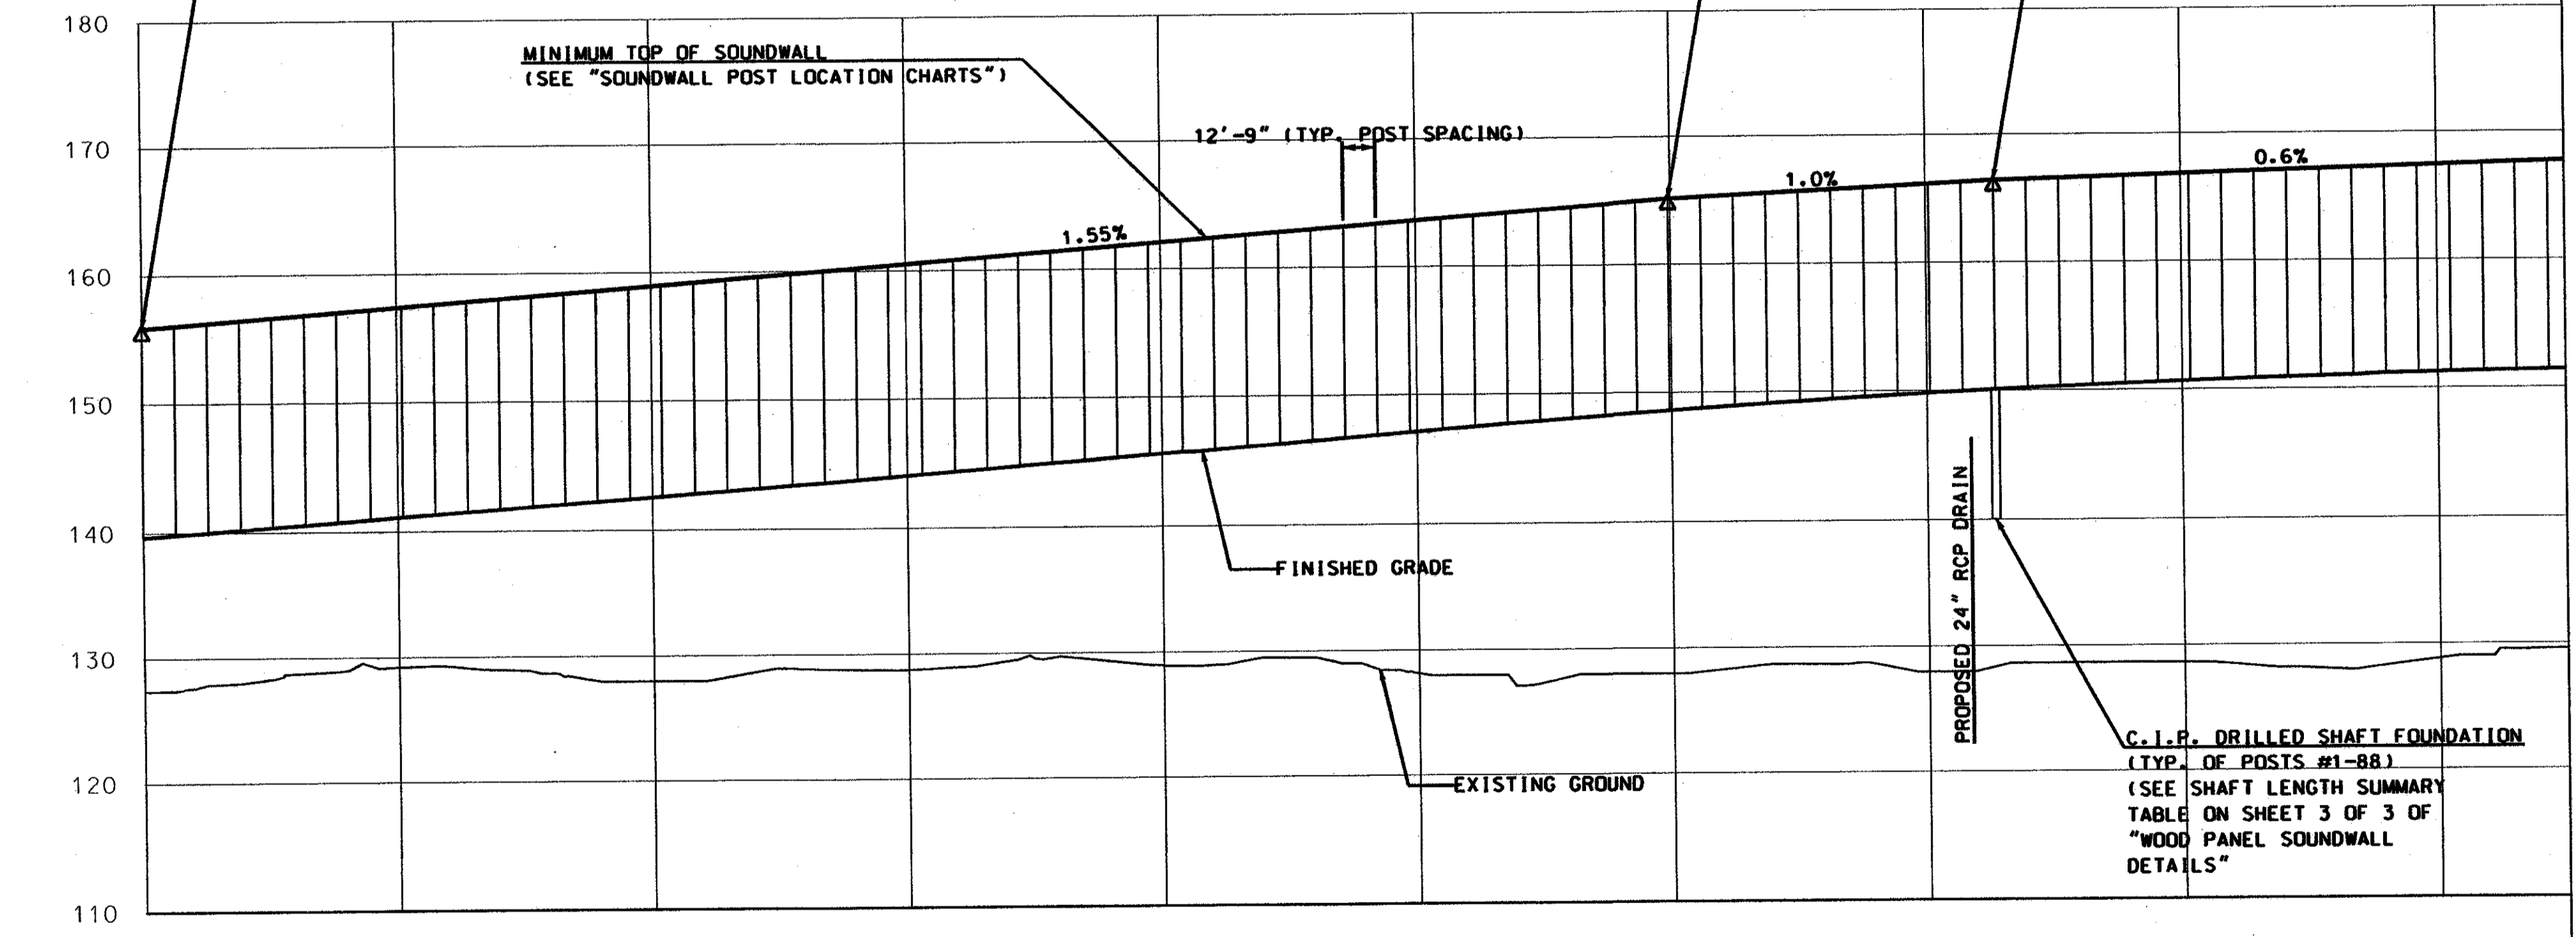 180
MINIMUM TOP OF SOUNDWALL
(SEE "SOUNDWALL POST LOCATION CHARTS")
12'-9" (TYP. POST SPACING)
170
0.6%
1.0%
1.55%
160
150
140
FINISHED GRADE
PROPOSED 24" RCP DRAIN
130
C.I.P. DRILLED SHAFT FOUNDATION
(TYP. OF POSTS #1-88)
(SEE SHAFT LENGTH SUMMARY
TABLE ON SHEET 3 OF 3 OF
"WOOD PANEL SOUNDWALL
DETAILS"
EXISTING GROUND
120
110